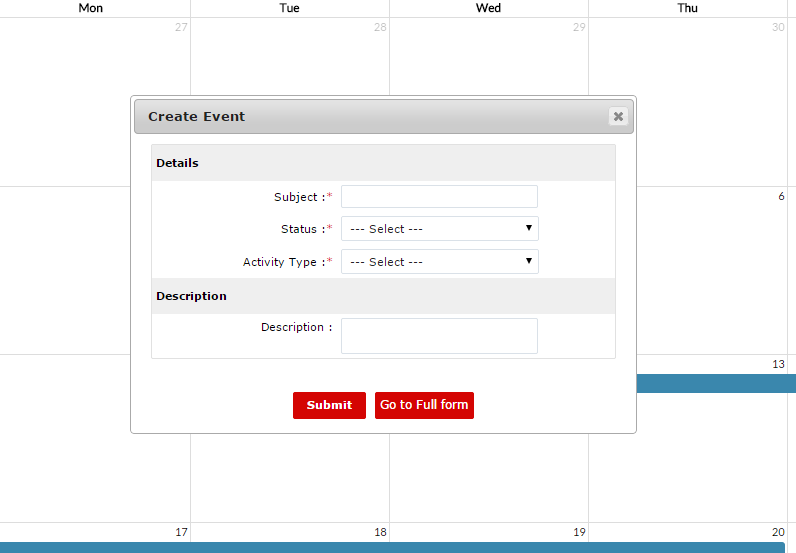 Mon Tue Wed Thu
27 28 29 30
Create Event
Details
6
Subject :*
Status :* --- Select ---
Activity Type :* --- Select ---
Description
Description :
13
Submit Go to Full form
17 18 19 20